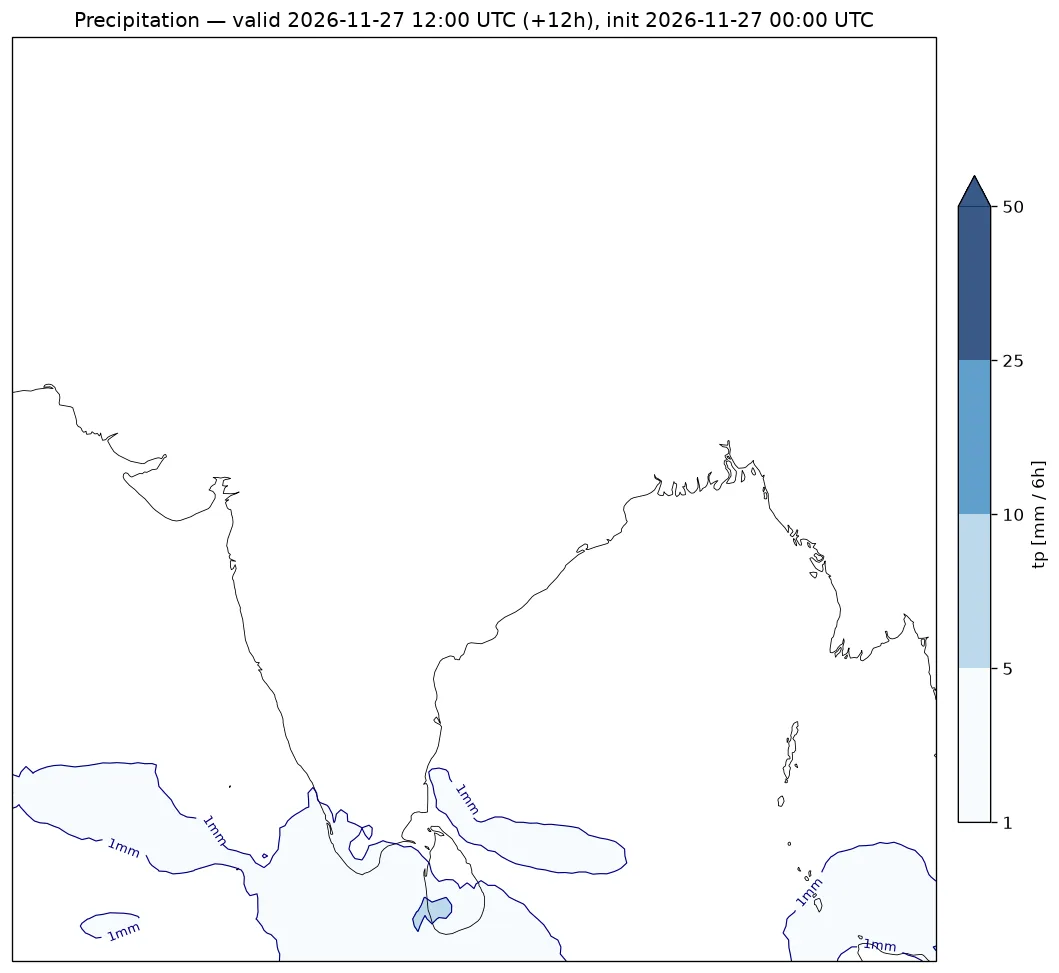 Precipitation — valid 2026-11-27 12:00 UTC (+12h), init 2026-11-27 00:00 UTC
50
25
10
5
1
tp [mm / 6h]
1mm
1mm
1mm
1mm
1mm
1mm